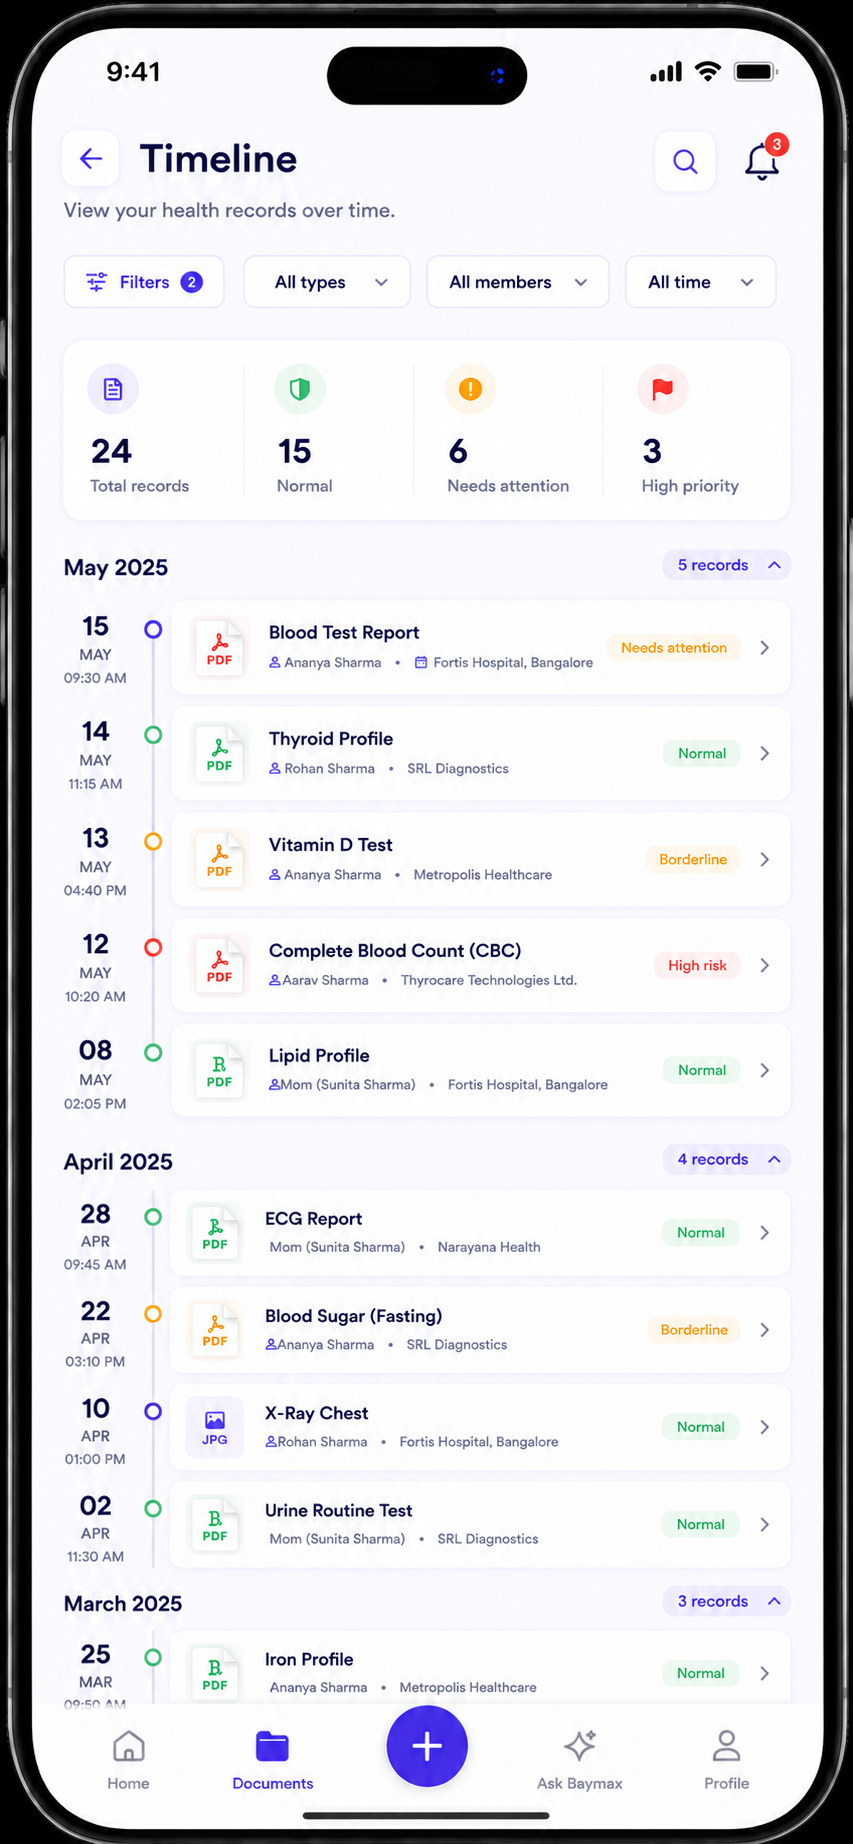 9:41
Timeline
3
View your health records over time.
Filters 2 All types All members All time
24 15 6 3
Total records Normal Needs attention High priority
May 2025 5 records
15 MAY 09:30 AM
PDF
Blood Test Report
Ananya Sharma • Fortis Hospital, Bangalore
Needs attention
14 MAY 11:15 AM
PDF
Thyroid Profile
Rohan Sharma • SRL Diagnostics
Normal
13 MAY 04:40 PM
PDF
Vitamin D Test
Ananya Sharma • Metropolis Healthcare
Borderline
12 MAY 10:20 AM
PDF
Complete Blood Count (CBC)
Aarav Sharma • Thyrocare Technologies Ltd.
High risk
08 MAY 02:05 PM
PDF
Lipid Profile
Mom (Sunita Sharma) • Fortis Hospital, Bangalore
Normal
April 2025 4 records
28 APR 09:45 AM
PDF
ECG Report
Mom (Sunita Sharma) • Narayana Health
Normal
22 APR 03:10 PM
PDF
Blood Sugar (Fasting)
Ananya Sharma • SRL Diagnostics
Borderline
10 APR 01:00 PM
JPG
X-Ray Chest
Rohan Sharma • Fortis Hospital, Bangalore
Normal
02 APR 11:30 AM
PDF
Urine Routine Test
Mom (Sunita Sharma) • SRL Diagnostics
Normal
March 2025 3 records
25 MAR 09:50 AM
PDF
Iron Profile
Ananya Sharma • Metropolis Healthcare
Normal
Home Documents Ask Baymax Profile